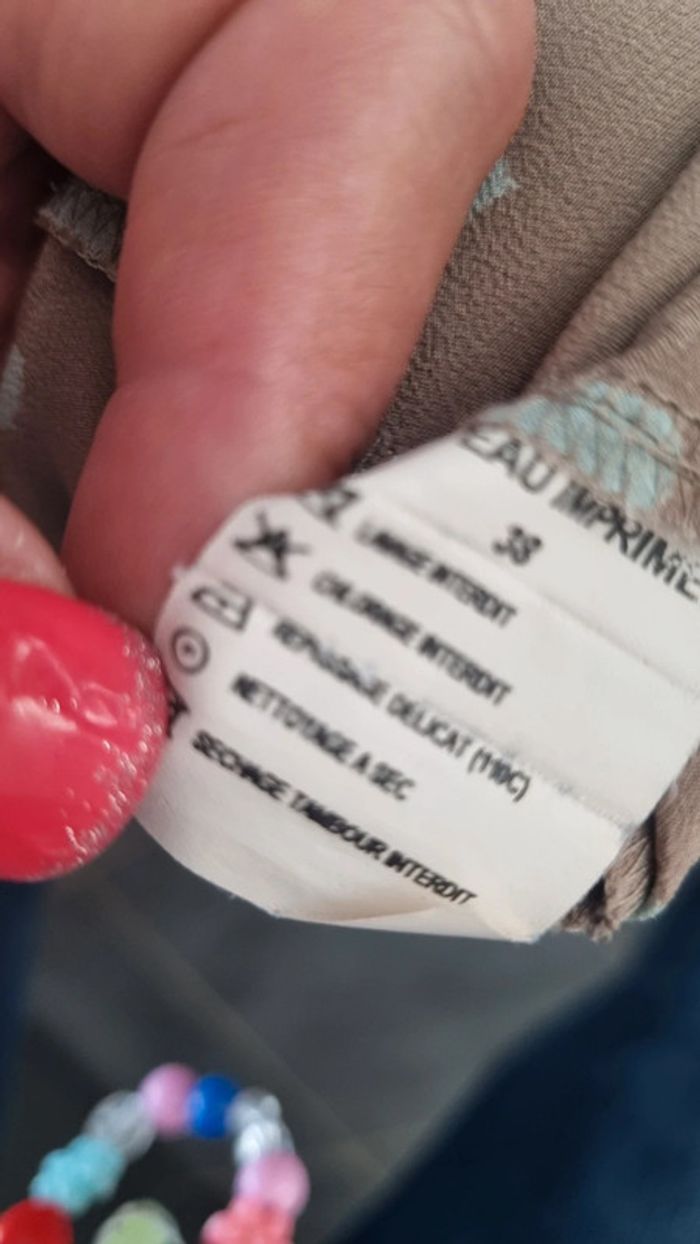 EAU IMPRIMÉ
38
LAVAGE INTERDIT
CHLORAGE INTERDIT
REPASSAGE DELICAT (110C)
NETTOYAGE A SEC
SECHAGE TAMBOUR INTERDIT